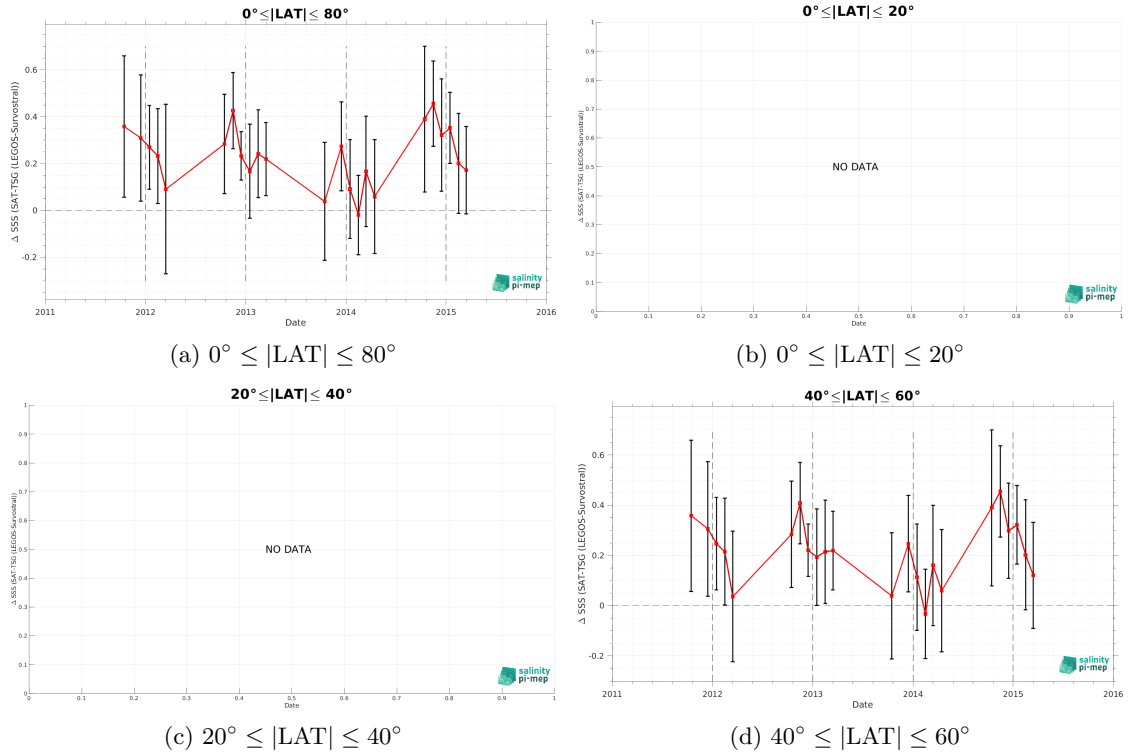 0°≤|LAT|≤ 80°
Δ SSS (SAT-TSG (LEGOS-Survostral))
0.6
0.4
0.2
0
-0.2
2011 2012 2013 2014 2015 2016
Date
salinity
pi-mep
(a) 0° ≤ |LAT| ≤ 80°
0°≤|LAT|≤ 20°
Δ SSS (SAT-TSG (LEGOS-Survostral))
1
0.9
0.8
0.7
0.6
0.5
0.4
0.3
0.2
0.1
0
NO DATA
0 0.1 0.2 0.3 0.4 0.5 0.6 0.7 0.8 0.9 1
Date
salinity
pi-mep
(b) 0° ≤ |LAT| ≤ 20°
20°≤|LAT|≤ 40°
Δ SSS (SAT-TSG (LEGOS-Survostral))
1
0.9
0.8
0.7
0.6
0.5
0.4
0.3
0.2
0.1
0
NO DATA
0 0.1 0.2 0.3 0.4 0.5 0.6 0.7 0.8 0.9 1
Date
salinity
pi-mep
(c) 20° ≤ |LAT| ≤ 40°
40°≤|LAT|≤ 60°
Δ SSS (SAT-TSG (LEGOS-Survostral))
0.6
0.4
0.2
0
-0.2
2011 2012 2013 2014 2015 2016
Date
salinity
pi-mep
(d) 40° ≤ |LAT| ≤ 60°